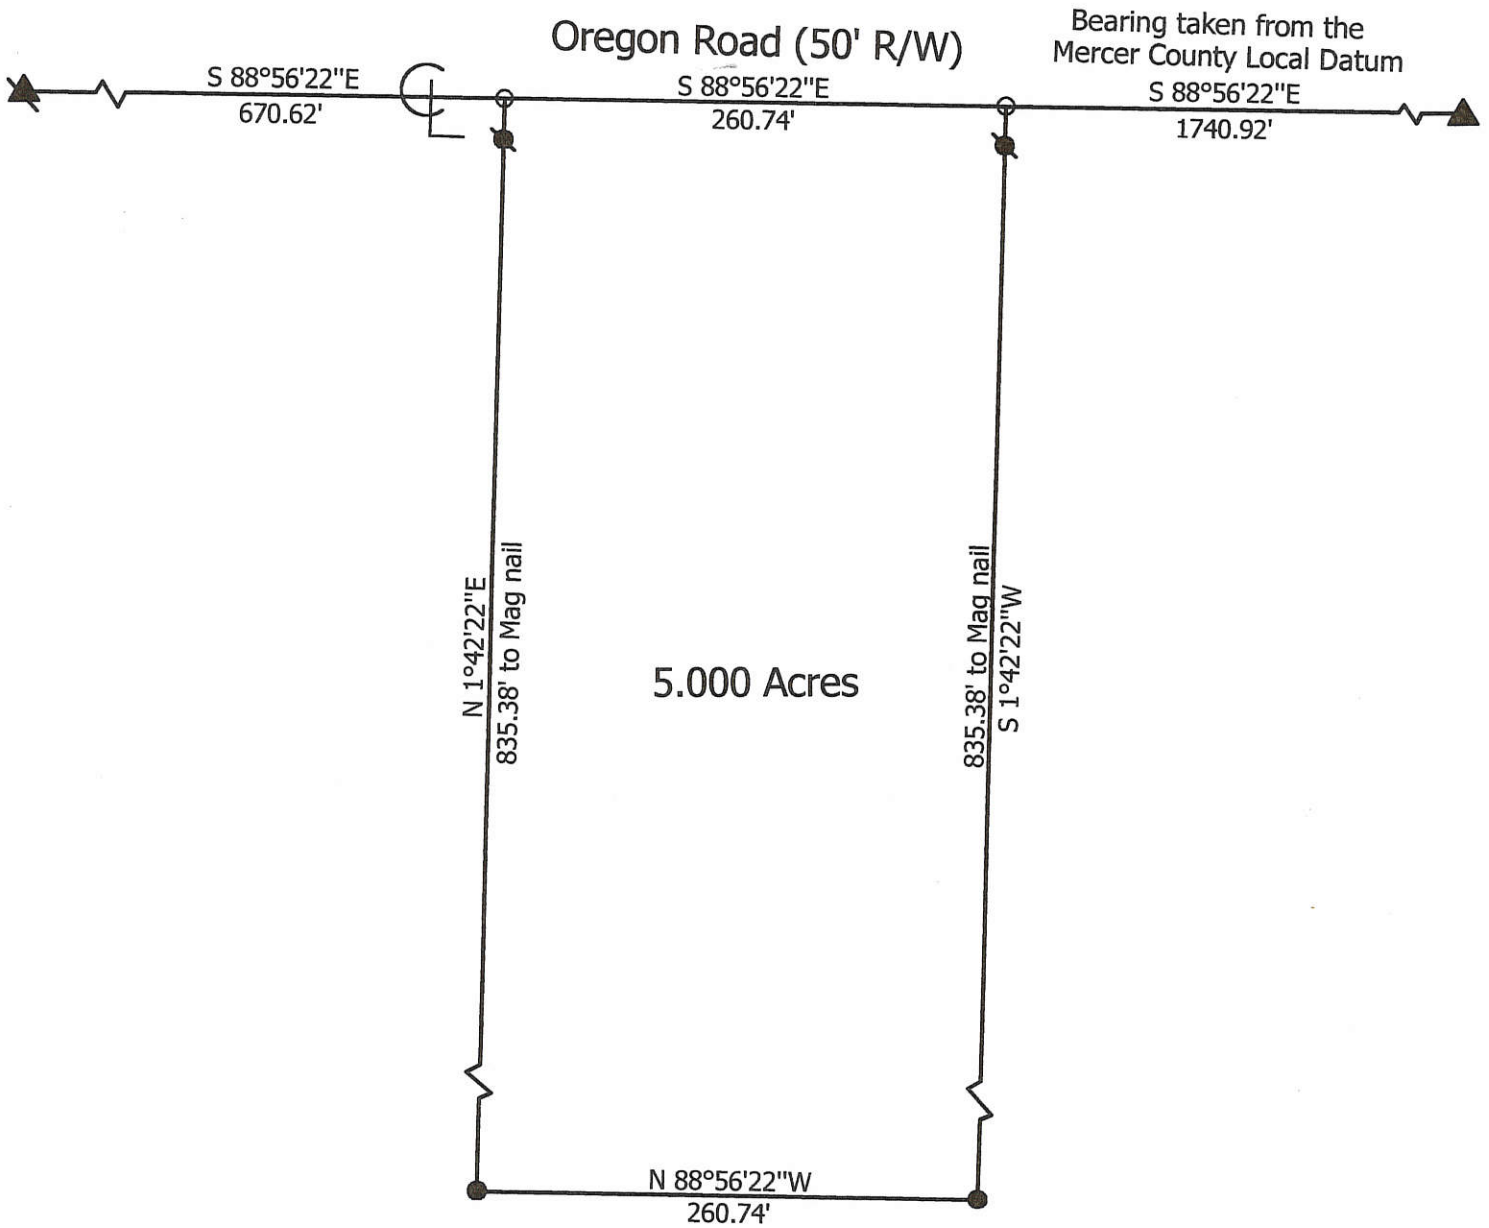 Oregon Road (50' R/W)
Bearing taken from the
Mercer County Local Datum
S 88°56'22"E
670.62'
CL
S 88°56'22"E
260.74'
S 88°56'22"E
1740.92'
N 1°42'22"E
835.38' to Mag nail
5.000 Acres
835.38' to Mag nail
S 1°42'22"W
N 88°56'22"W
260.74'